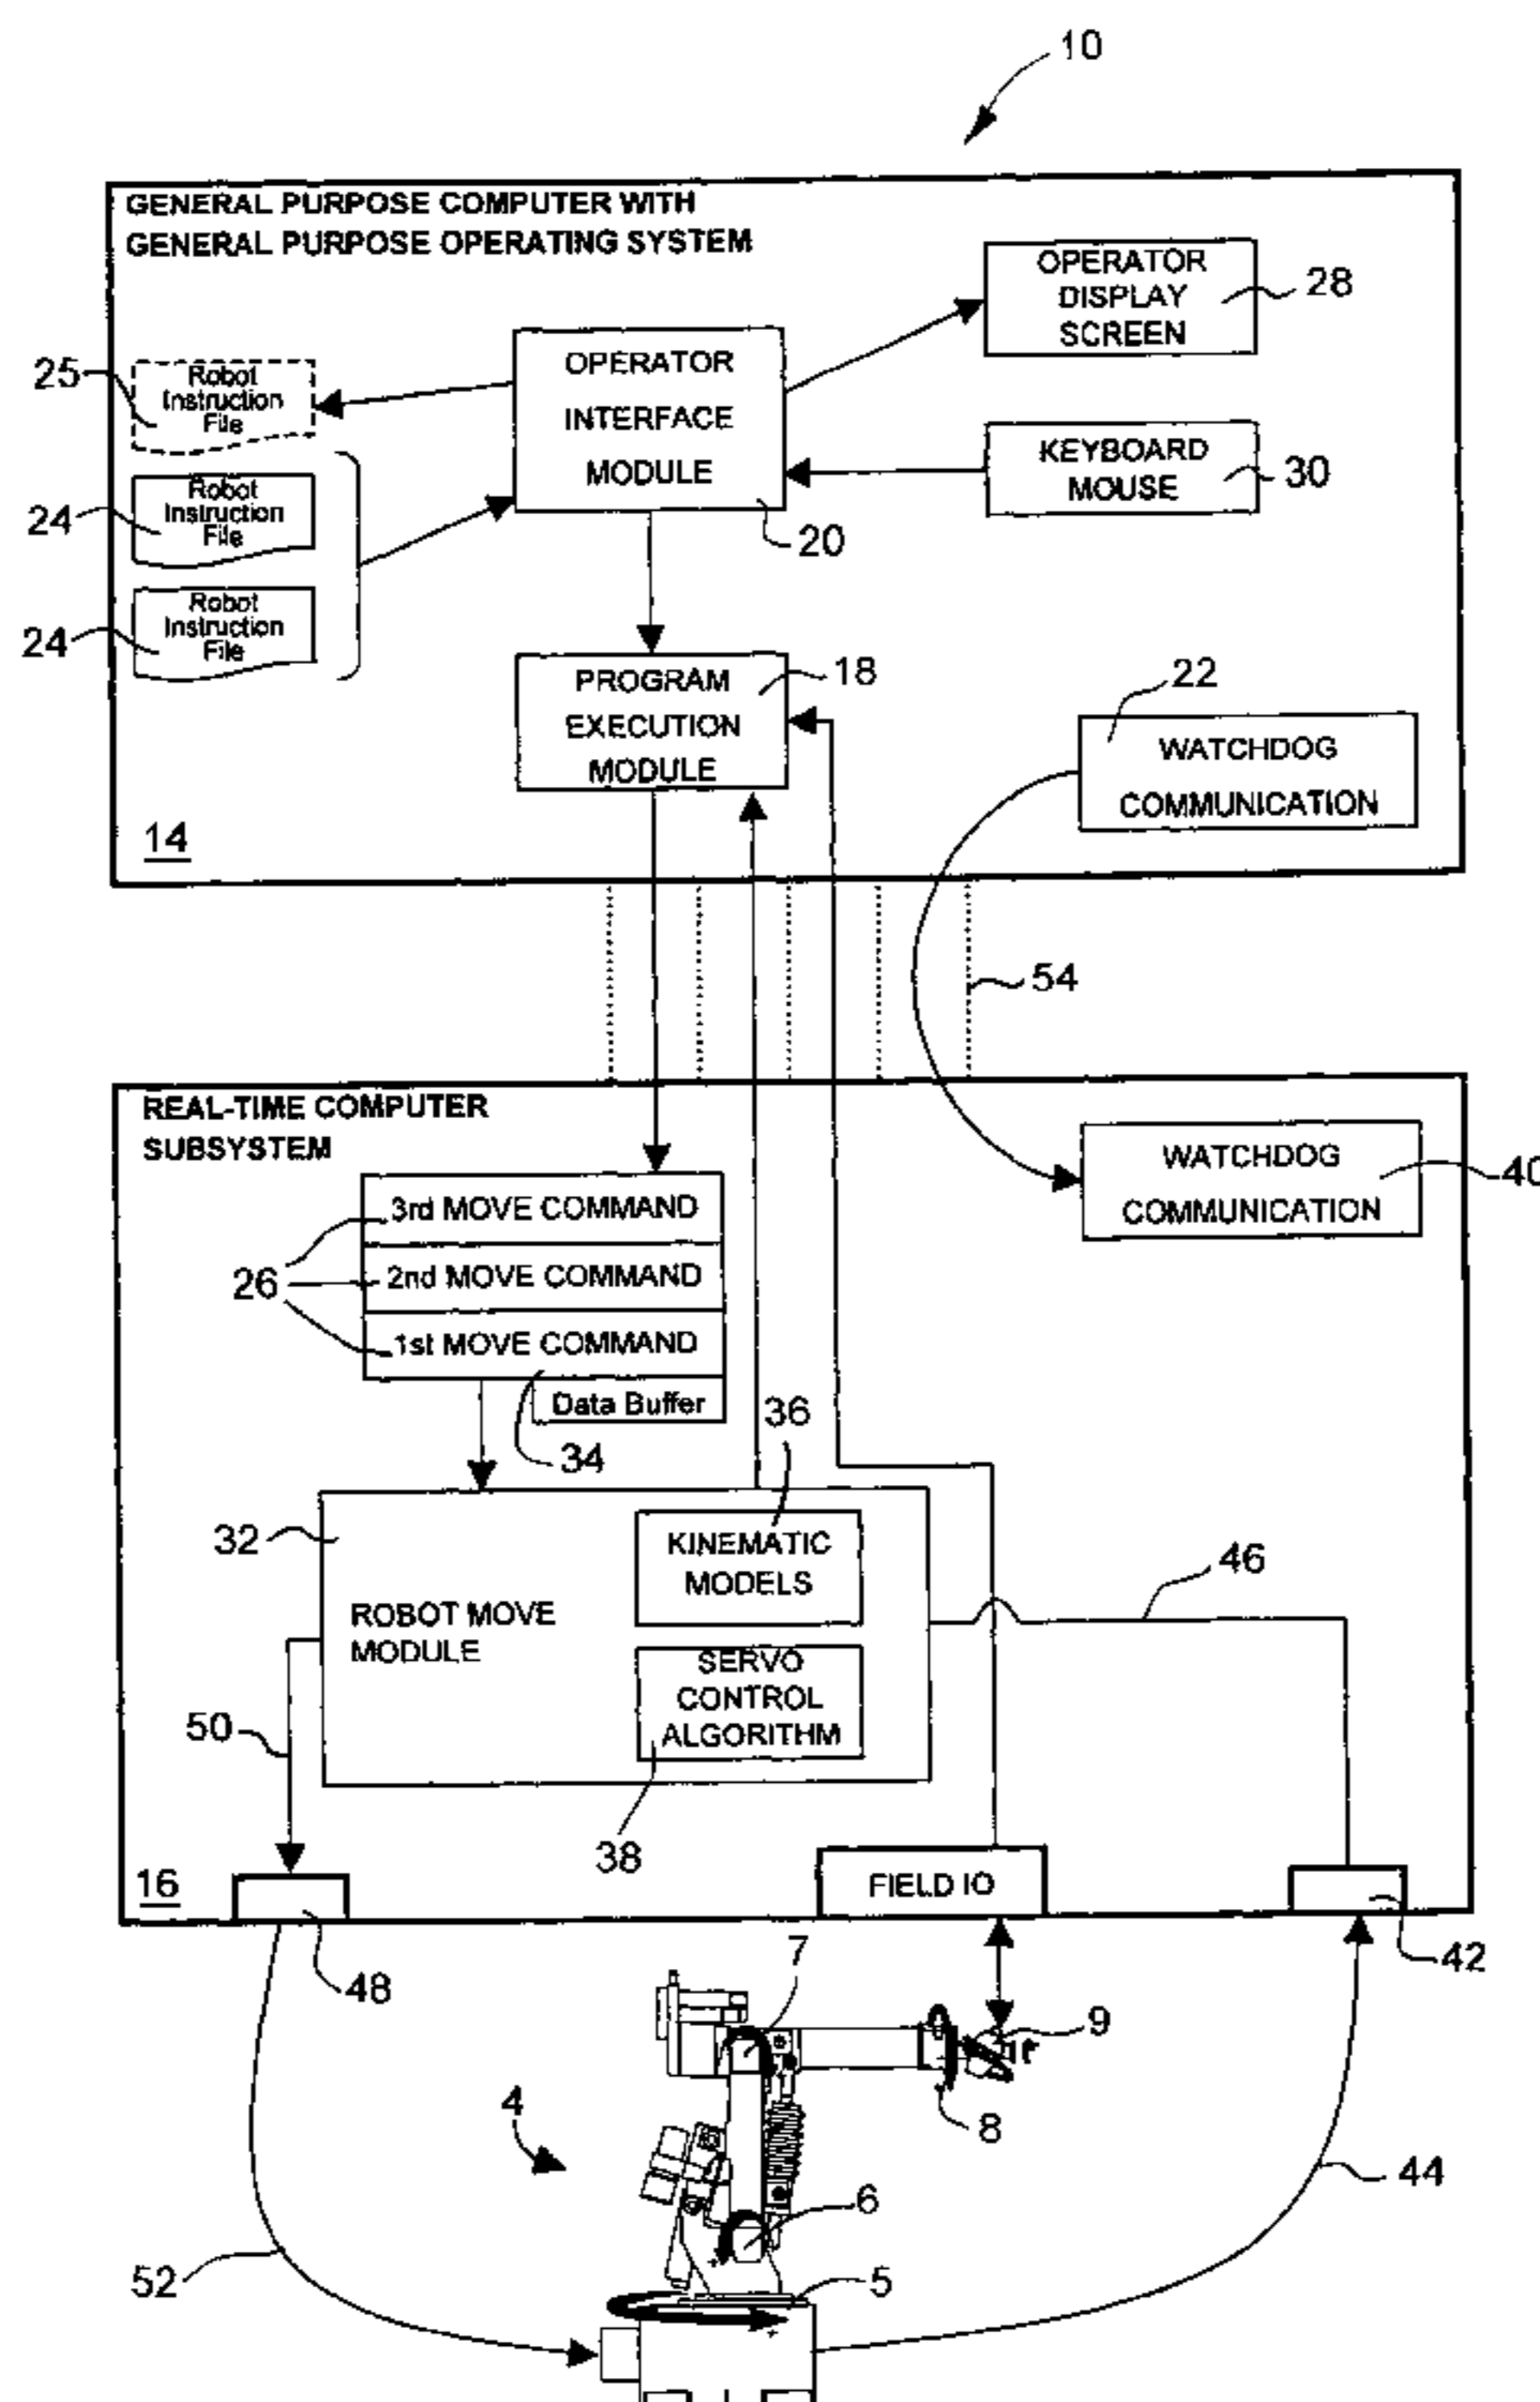 10
GENERAL PURPOSE COMPUTER WITH
GENERAL PURPOSE OPERATING SYSTEM
OPERATOR
DISPLAY
SCREEN
28
25
Robot
Instruction
File
OPERATOR
INTERFACE
MODULE
20
KEYBOARD
MOUSE
30
24
Robot
Instruction
File
24
Robot
Instruction
File
PROGRAM
EXECUTION
MODULE
18
22
WATCHDOG
COMMUNICATION
14
54
REAL-TIME COMPUTER
SUBSYSTEM
WATCHDOG
COMMUNICATION
40
3rd MOVE COMMAND
26
2nd MOVE COMMAND
1st MOVE COMMAND
Data Buffer
34
36
32
ROBOT MOVE
MODULE
KINEMATIC
MODELS
46
SERVO
CONTROL
ALGORITHM
50
38
16
FIELD IO
48
42
7
9
8
4
6
44
52
5